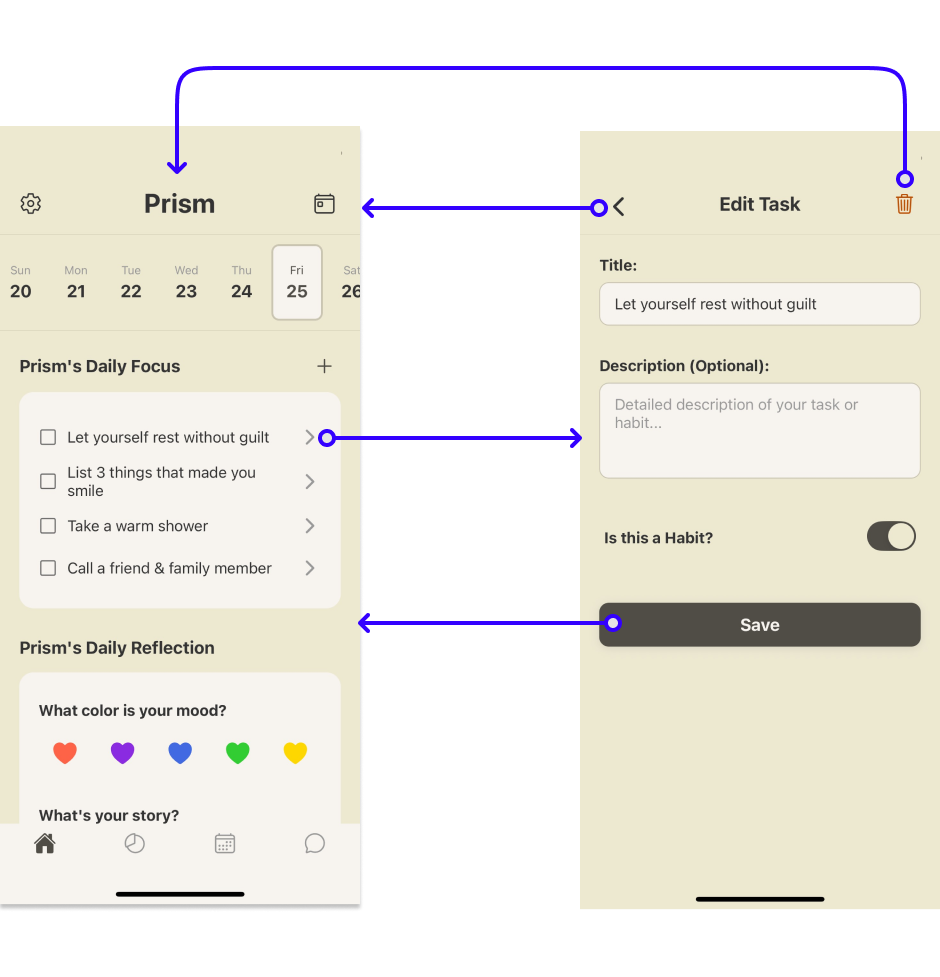 Prism
Sun Mon Tue Wed Thu Fri Sat
20 21 22 23 24 25 26
Prism's Daily Focus
Let yourself rest without guilt
List 3 things that made you
smile
Take a warm shower
Call a friend & family member
Prism's Daily Reflection
What color is your mood?
What's your story?
Edit Task
Title:
Let yourself rest without guilt
Description (Optional):
Detailed description of your task or
habit...
Is this a Habit?
Save